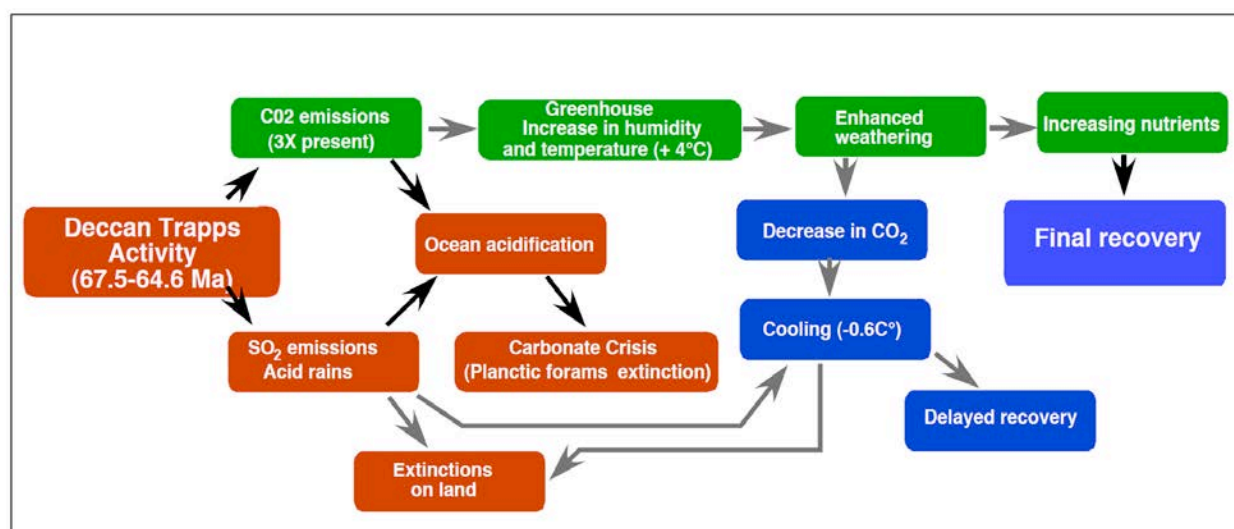 C02 emissions
(3X present)
Greenhouse
Increase in humidity
and temperature (+ 4°C)
Enhanced
weathering
Increasing nutrients
Deccan Trapps
Activity
(67.5-64.6 Ma)
Ocean acidification
Decrease in CO₂
Final recovery
SO₂ emissions
Acid rains
Carbonate Crisis
(Planctic forams extinction)
Cooling (-0.6C°)
Delayed recovery
Extinctions
on land